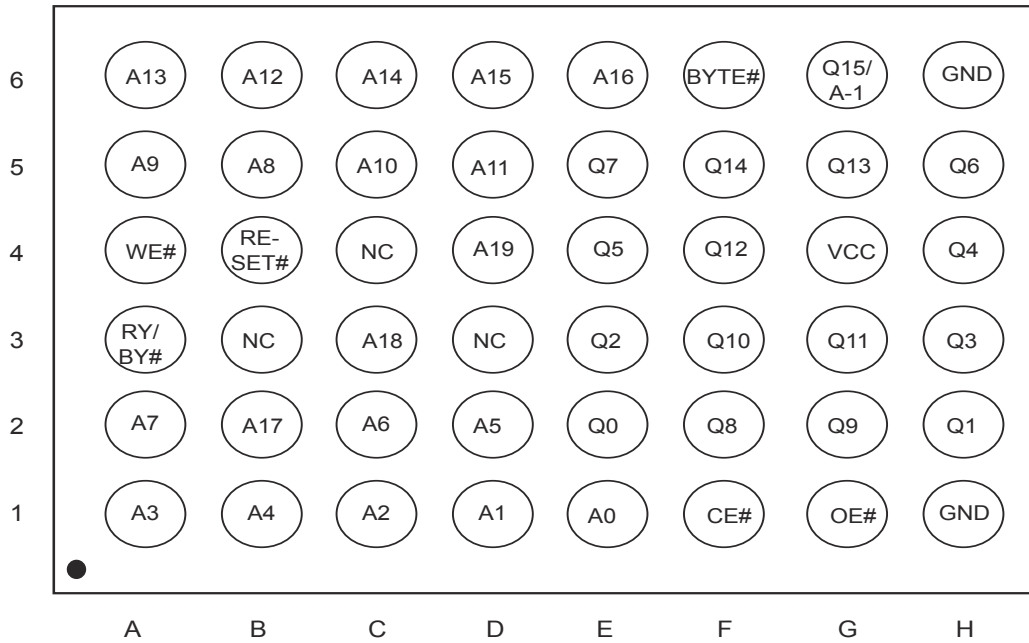 6 A13 B12 A14 A15 A16 BYTE# Q15/ GND
A-1
5 A9 A8 A10 A11 Q7 Q14 Q13 Q6
4 WE# RE- NC A19 Q5 Q12 VCC Q4
SET#
3 RY/ NC A18 NC Q2 Q10 Q11 Q3
BY#
2 A7 A17 A6 A5 Q0 Q8 Q9 Q1
1 A3 A4 A2 A1 A0 CE# OE# GND
A B C D E F G H